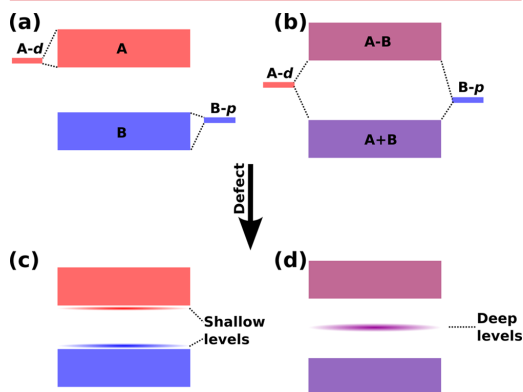 (a)
A-d
A
B-p
B
(b)
A-B
A-d
B-p
A+B
Defect
(c)
Shallow
levels
(d)
Deep
levels